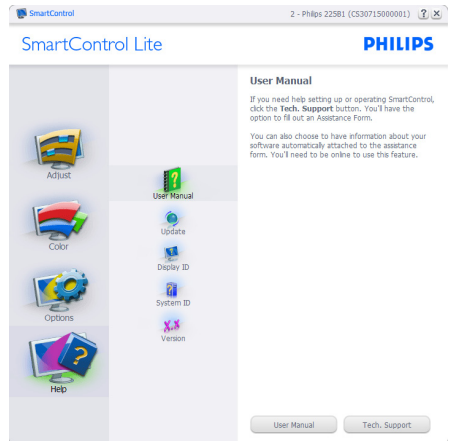 SmartControl
2 - Philips 225B1 (CS30715000001)
?
SmartControl Lite
PHILIPS
Adjust
Color
Options
Help
User Manual
Update
Display ID
System ID
X.X
Version
User Manual
If you need help setting up or operating SmartControl,
click the Tech. Support button. You'll have the
option to fill out an Assistance Form.
You can also choose to have information about your
software automatically attached to the assistance
form. You'll need to be online to use this feature.
User Manual
Tech. Support